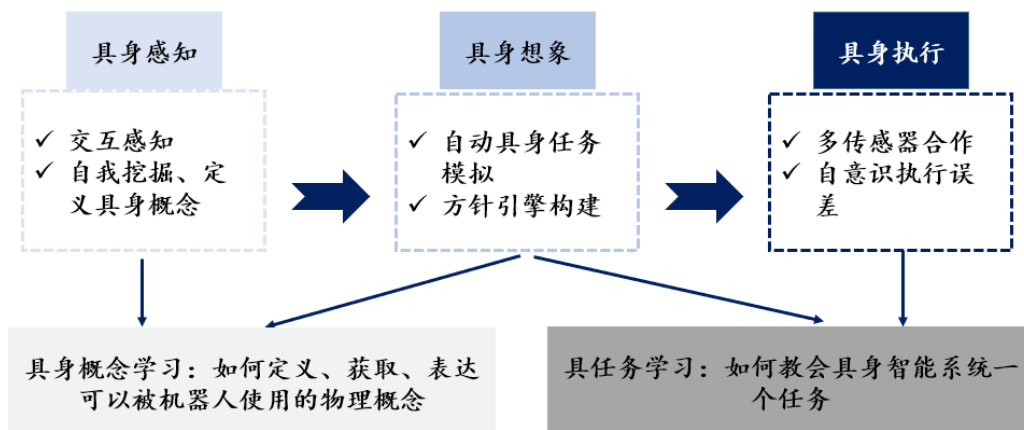 具身感知
具身想象
具身执行
✓ 交互感知
✓ 自我挖掘、定
义具身概念
✓ 自动具身任务
模拟
✓ 方针引擎构建
✓ 多传感器合作
✓ 自意识执行误
差
具身概念学习：如何定义、获取、表达
可以被机器人使用的物理概念
具任务学习：如何教会具身智能系统一
个任务